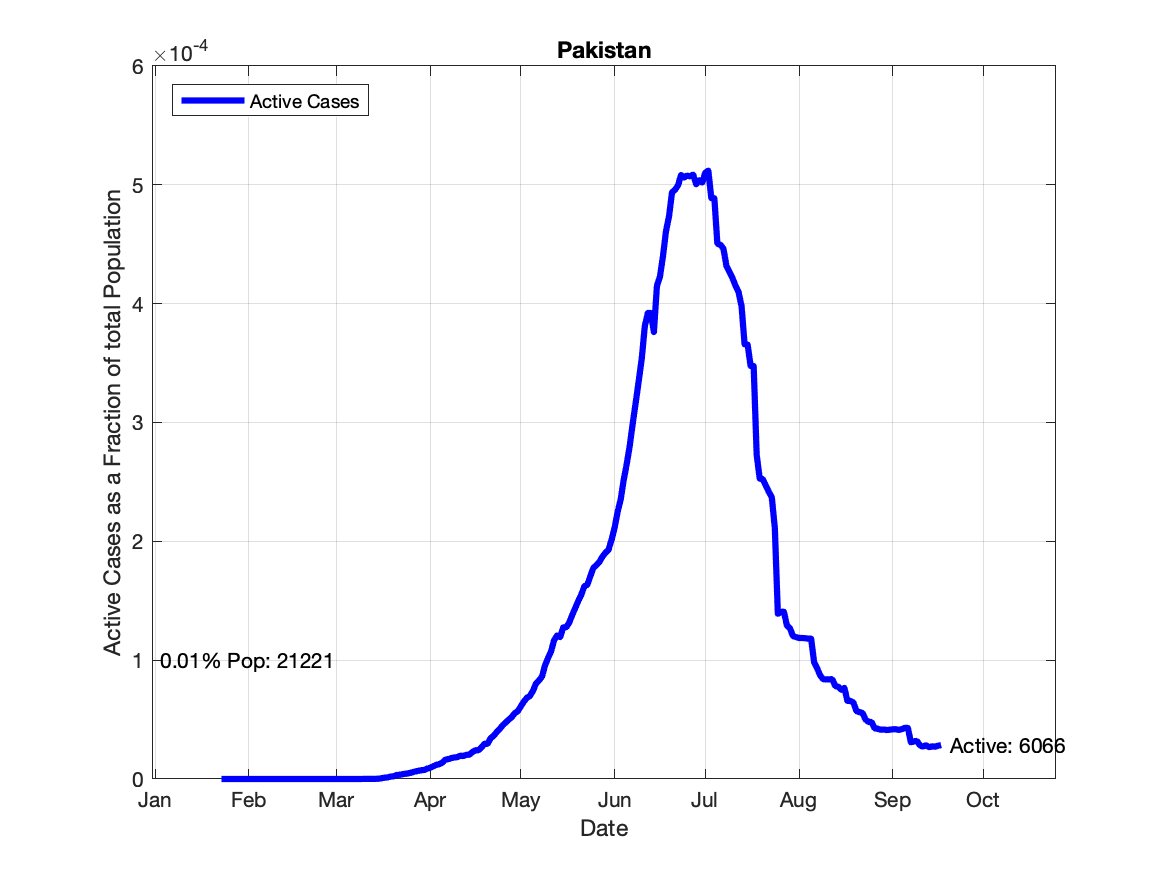 Pakistan
×10-4
Active Cases
6
5
4
3
2
1
0
Active Cases as a Fraction of total Population
0.01% Pop: 21221
Active: 6066
Jan Feb Mar Apr May Jun Jul Aug Sep Oct
Date